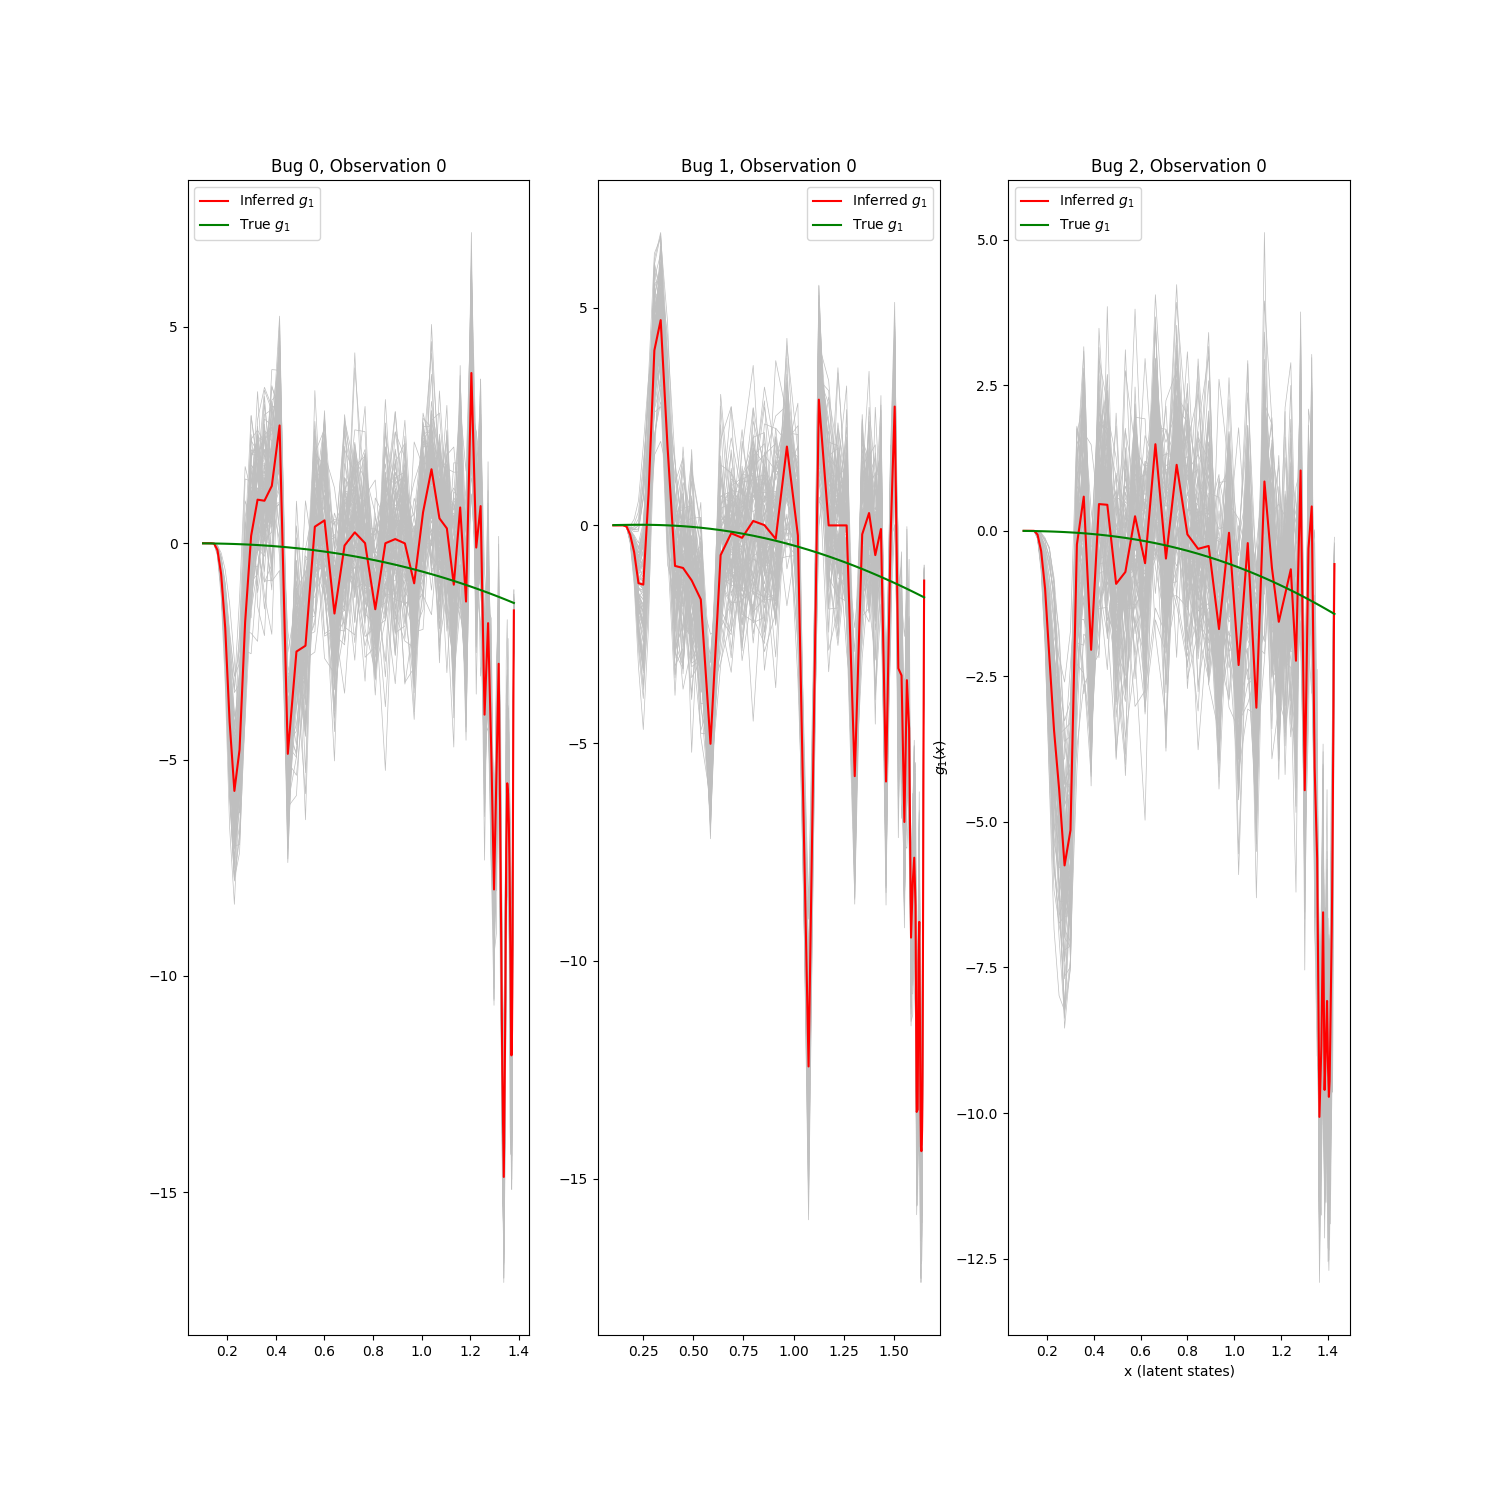 Bug 0, Observation 0
Inferred g₁
True g₁
5
0
−5
−10
−15
0.2 0.4 0.6 0.8 1.0 1.2 1.4
Bug 1, Observation 0
Inferred g₁
True g₁
5
0
−5
−10
−15
0.25 0.50 0.75 1.00 1.25 1.50
Bug 2, Observation 0
Inferred g₁
True g₁
g₁(x)
5.0
2.5
0.0
−2.5
−5.0
−7.5
−10.0
−12.5
0.2 0.4 0.6 0.8 1.0 1.2 1.4
x (latent states)